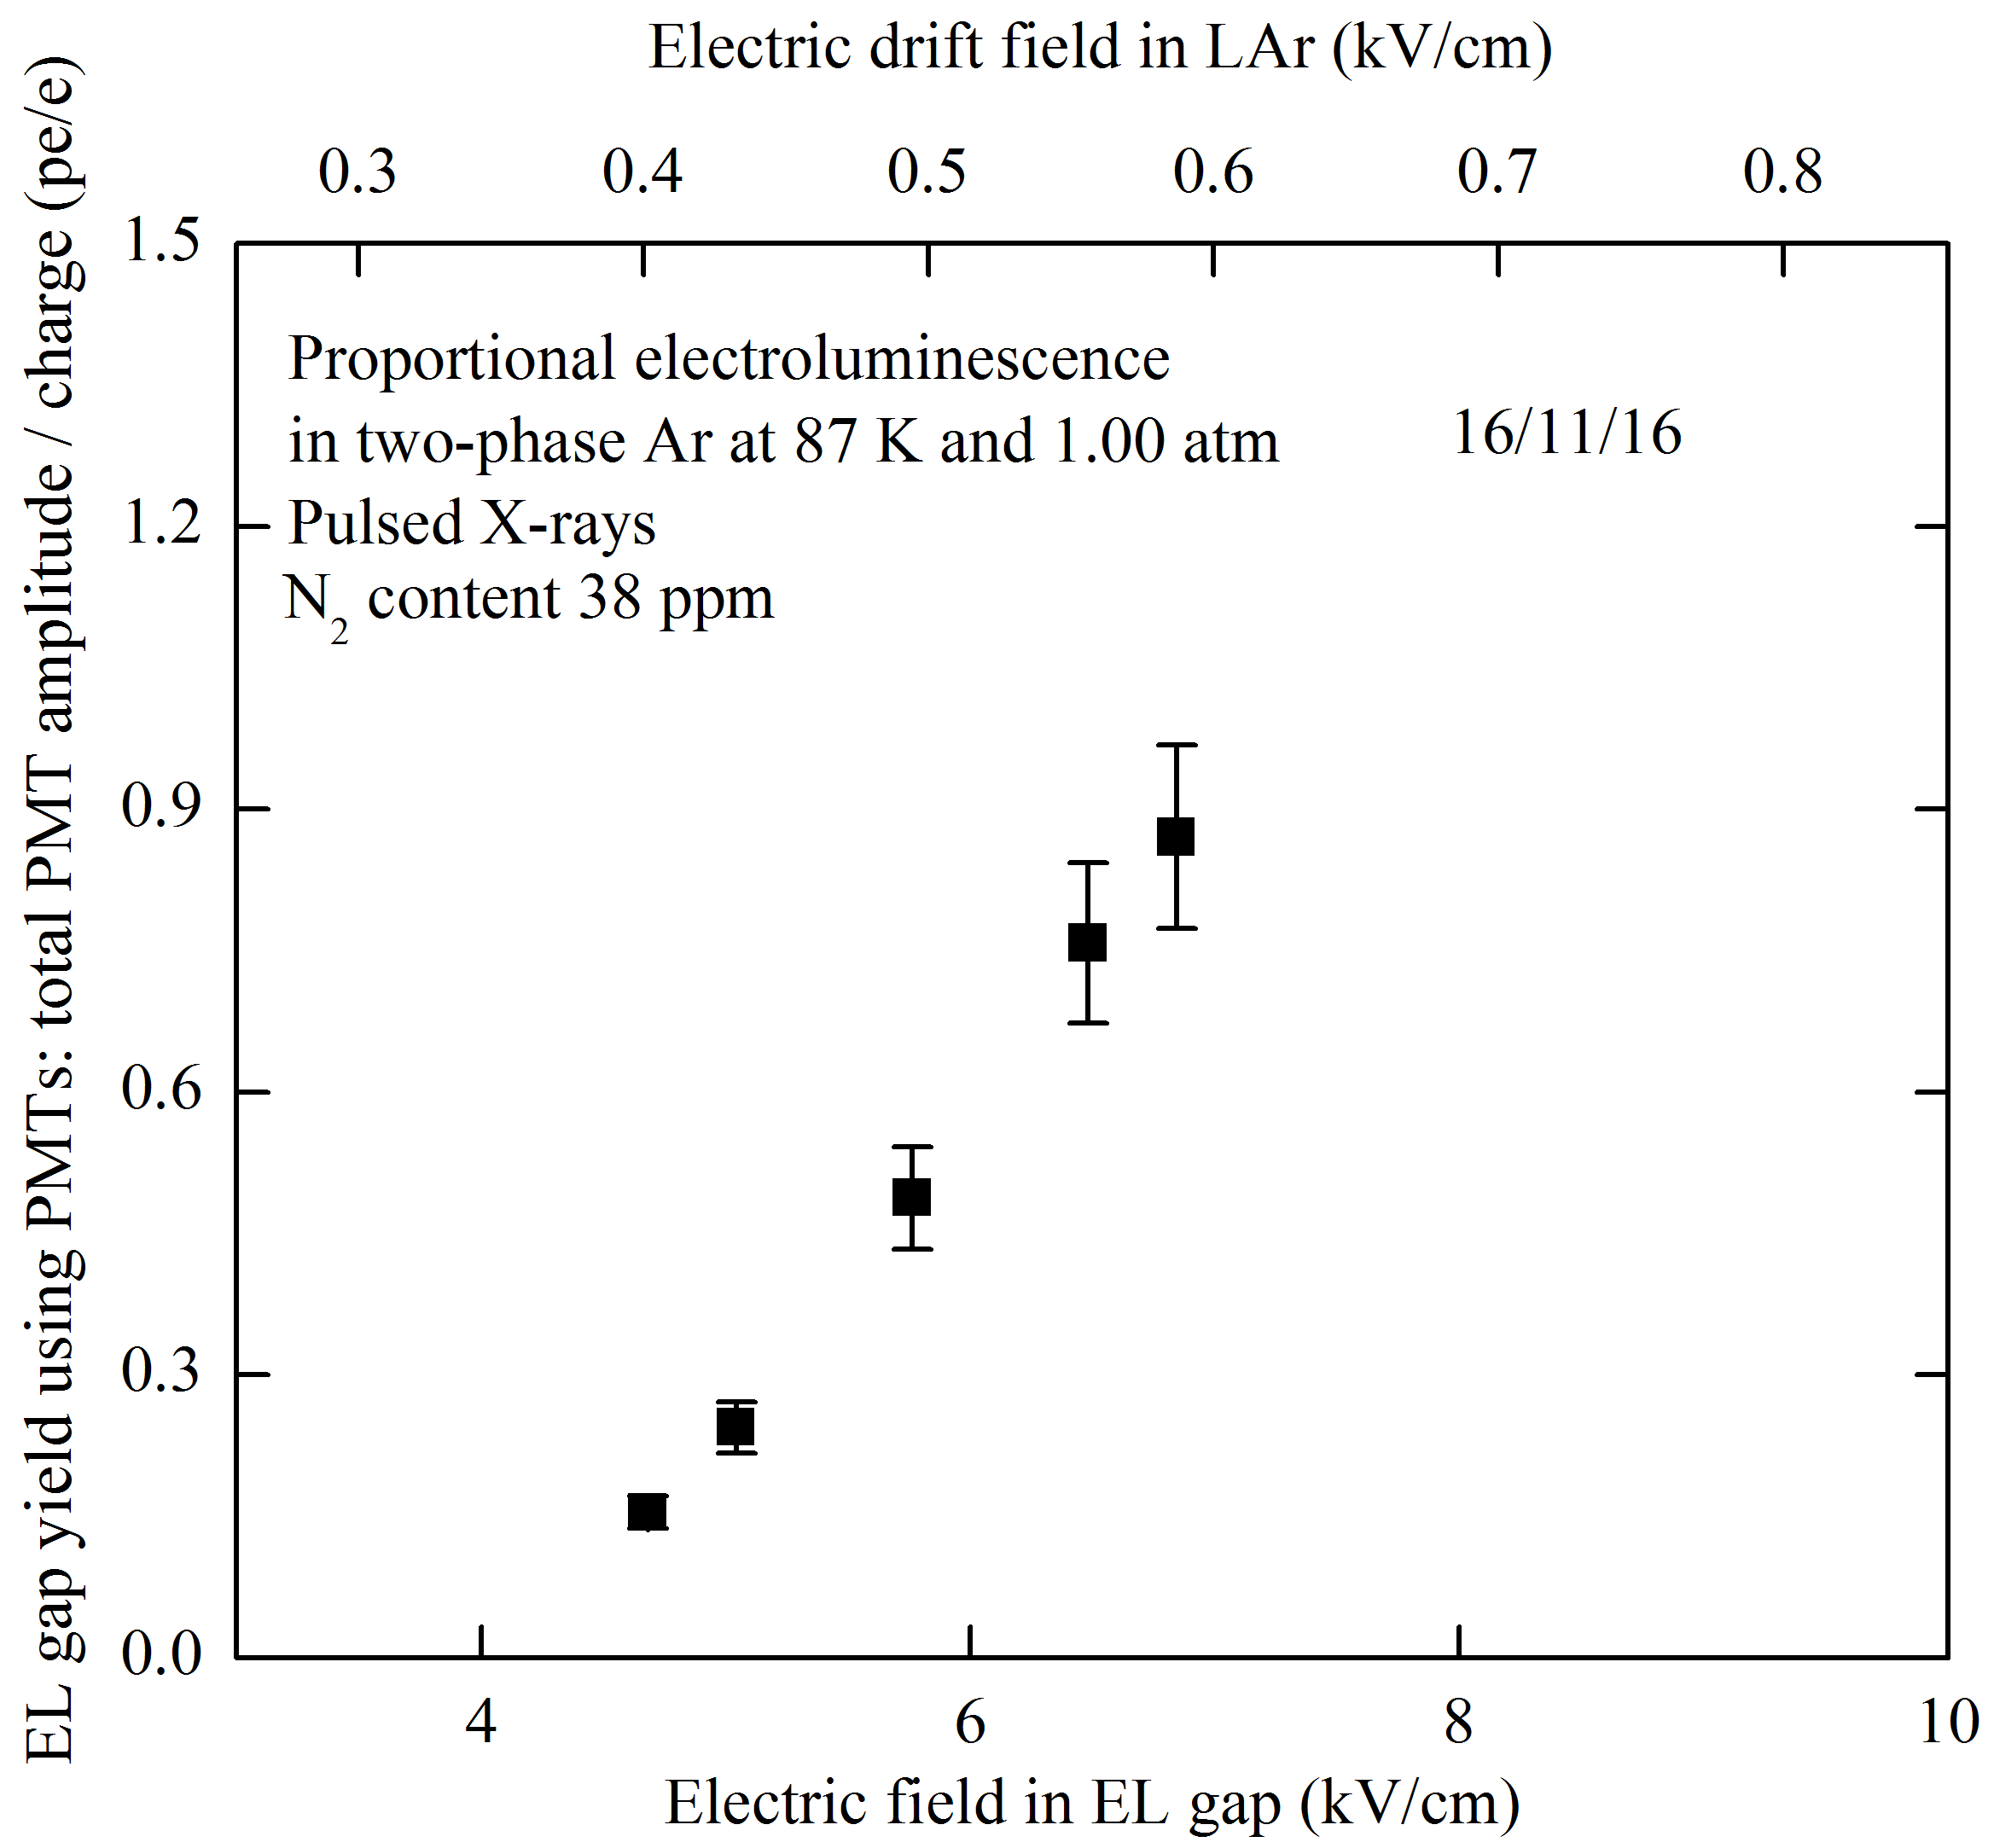 Electric drift field in LAr (kV/cm)
0.3 0.4 0.5 0.6 0.7 0.8
EL gap yield using PMTs: total PMT amplitude / charge (pe/e)
1.5
1.2
0.9
0.6
0.3
0.0
Proportional electroluminescence
in two-phase Ar at 87 K and 1.00 atm
16/11/16
Pulsed X-rays
N₂ content 38 ppm
4 6 8 10
Electric field in EL gap (kV/cm)